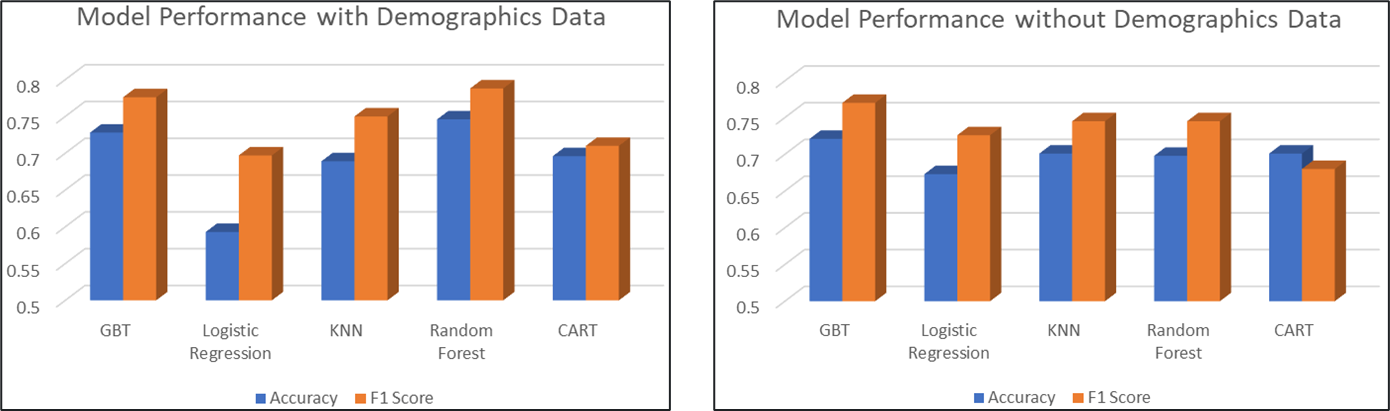 Model Performance with Demographics Data
0.8
0.75
0.7
0.65
0.6
0.55
0.5
GBT
Logistic
Regression
KNN
Random
Forest
CART
Accuracy
F1 Score
Model Performance without Demographics Data
0.8
0.75
0.7
0.65
0.6
0.55
0.5
GBT
Logistic
Regression
KNN
Random
Forest
CART
Accuracy
F1 Score